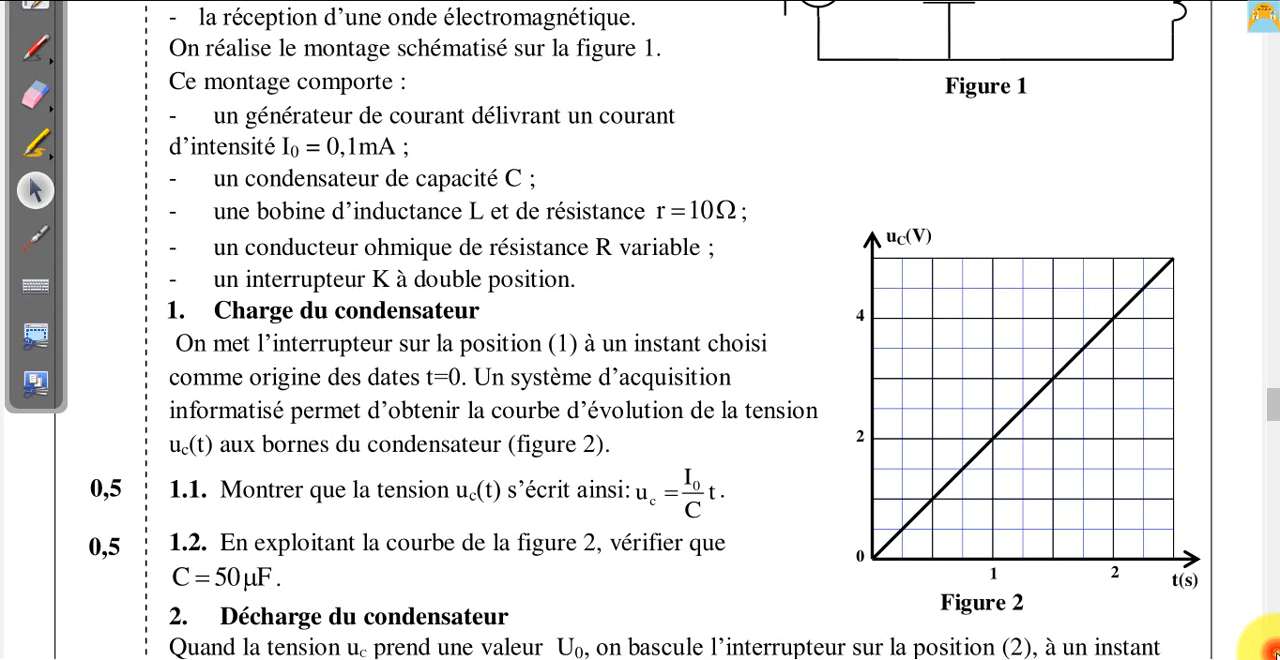 - la réception d’une onde électromagnétique.
On réalise le montage schématisé sur la figure 1.
Ce montage comporte :
- un générateur de courant délivrant un courant
d’intensité I₀ = 0,1mA ;
- un condensateur de capacité C ;
- une bobine d’inductance L et de résistance r = 10Ω ;
- un conducteur ohmique de résistance R variable ;
- un interrupteur K à double position.
1. Charge du condensateur
On met l’interrupteur sur la position (1) à un instant choisi
comme origine des dates t=0. Un système d’acquisition
informatisé permet d’obtenir la courbe d’évolution de la tension
u_c(t) aux bornes du condensateur (figure 2).
0,5 1.1. Montrer que la tension u_c(t) s’écrit ainsi: u_c = I₀/C t .
0,5 1.2. En exploitant la courbe de la figure 2, vérifier que
C = 50 µF .
2. Décharge du condensateur
Quand la tension u_c prend une valeur U₀, on bascule l’interrupteur sur la position (2), à un instant
Figure 1
u_C(V)
4
2
0
1 2 t(s)
Figure 2